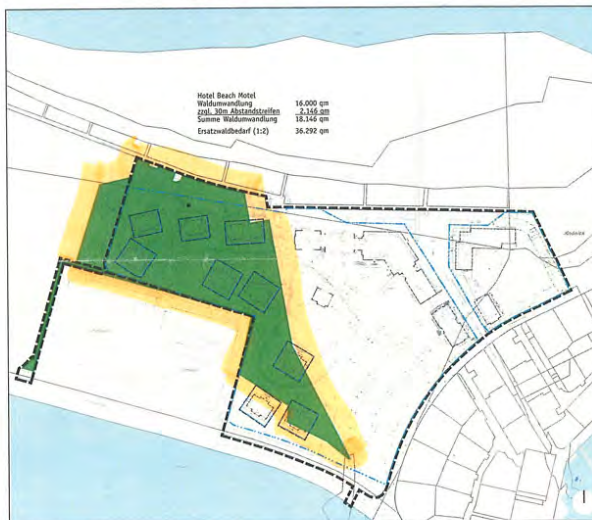 Hotel Beach Motel
Waldumwandlung 16.000 qm
zzgl. 30m Abstandstreifen 2.146 qm
Summe Waldumwandlung 18.146 qm
Ersatzwaldbedarf (1:2) 36.292 qm